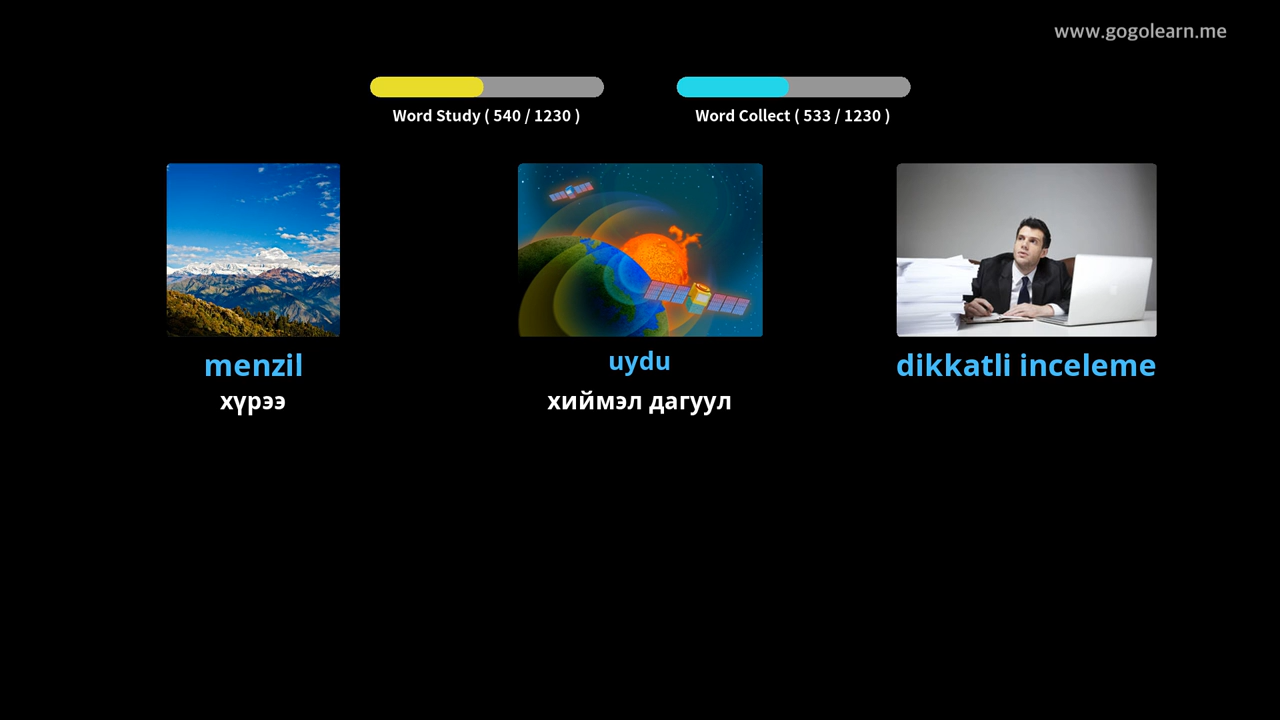 www.gogolearn.me
Word Study ( 540 / 1230 )
Word Collect ( 533 / 1230 )
menzil
хүрээ
uydu
хиймэл дагуул
dikkatli inceleme